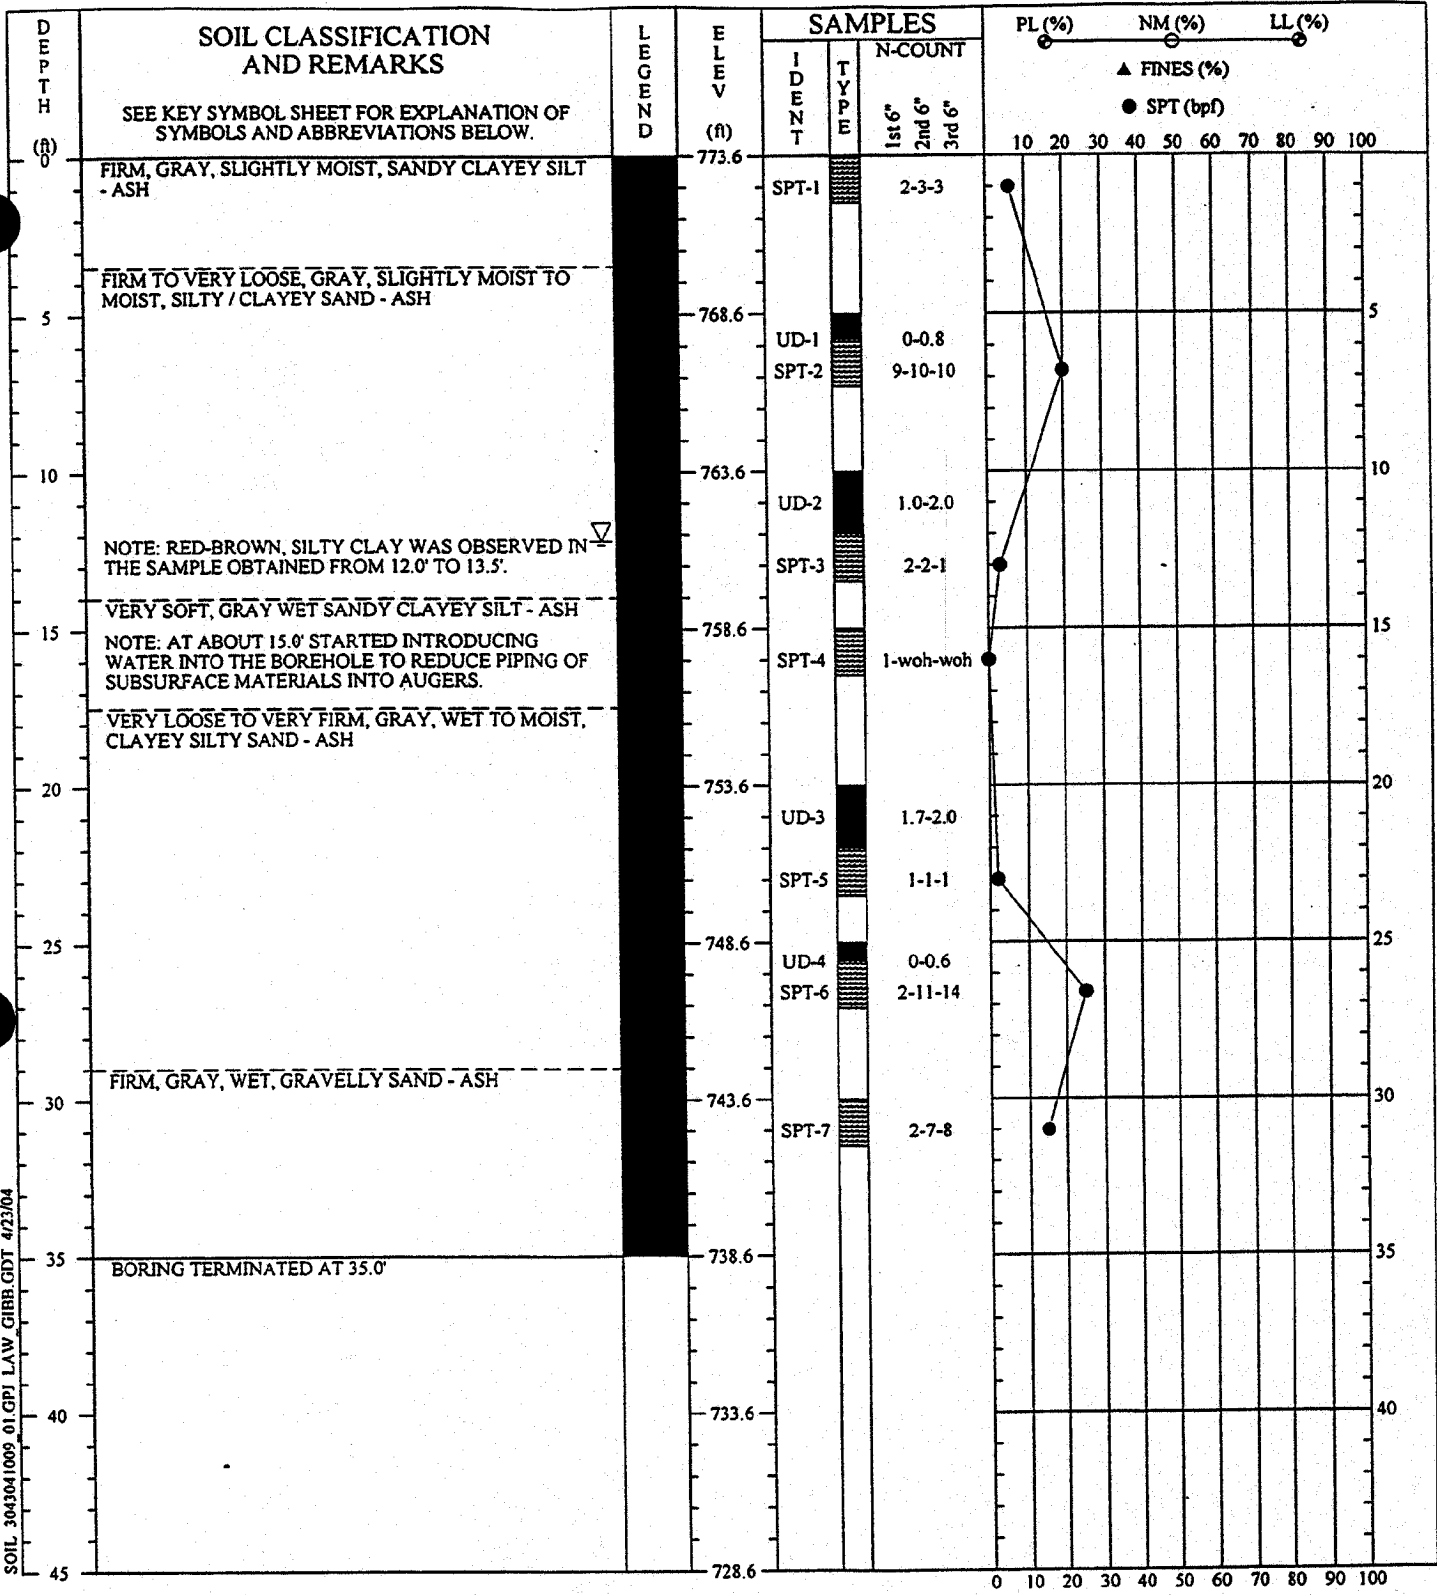 DEPTH
(ft)
SOIL CLASSIFICATION
AND REMARKS
SEE KEY SYMBOL SHEET FOR EXPLANATION OF
SYMBOLS AND ABBREVIATIONS BELOW.
LEGEND
ELEV
(ft)
SAMPLES
IDENT
TYPE
N-COUNT
1st 6"
2nd 6"
3rd 6"
PL (%) NM (%) LL (%)
▲ FINES (%)
● SPT (bpf)
10 20 30 40 50 60 70 80 90 100
0
FIRM, GRAY, SLIGHTLY MOIST, SANDY CLAYEY SILT
- ASH
773.6
SPT-1 2-3-3
FIRM TO VERY LOOSE, GRAY, SLIGHTLY MOIST TO
MOIST, SILTY / CLAYEY SAND - ASH
5 768.6 5
UD-1 0-0.8
SPT-2 9-10-10
10 763.6 10
UD-2 1.0-2.0
NOTE: RED-BROWN, SILTY CLAY WAS OBSERVED IN
THE SAMPLE OBTAINED FROM 12.0' TO 13.5'.
SPT-3 2-2-1
VERY SOFT, GRAY WET SANDY CLAYEY SILT - ASH
15 758.6 15
NOTE: AT ABOUT 15.0' STARTED INTRODUCING
WATER INTO THE BOREHOLE TO REDUCE PIPING OF
SUBSURFACE MATERIALS INTO AUGERS.
SPT-4 1-woh-woh
VERY LOOSE TO VERY FIRM, GRAY, WET TO MOIST,
CLAYEY SILTY SAND - ASH
20 753.6 20
UD-3 1.7-2.0
SPT-5 1-1-1
25 748.6 25
UD-4 0-0.6
SPT-6 2-11-14
FIRM, GRAY, WET, GRAVELLY SAND - ASH
30 743.6 30
SPT-7 2-7-8
35 738.6 35
BORING TERMINATED AT 35.0'
40 733.6 40
45 728.6
0 10 20 30 40 50 60 70 80 90 100
SOIL 3043041009_01.GPJ LAW_GIBB.GDT 4/23/04